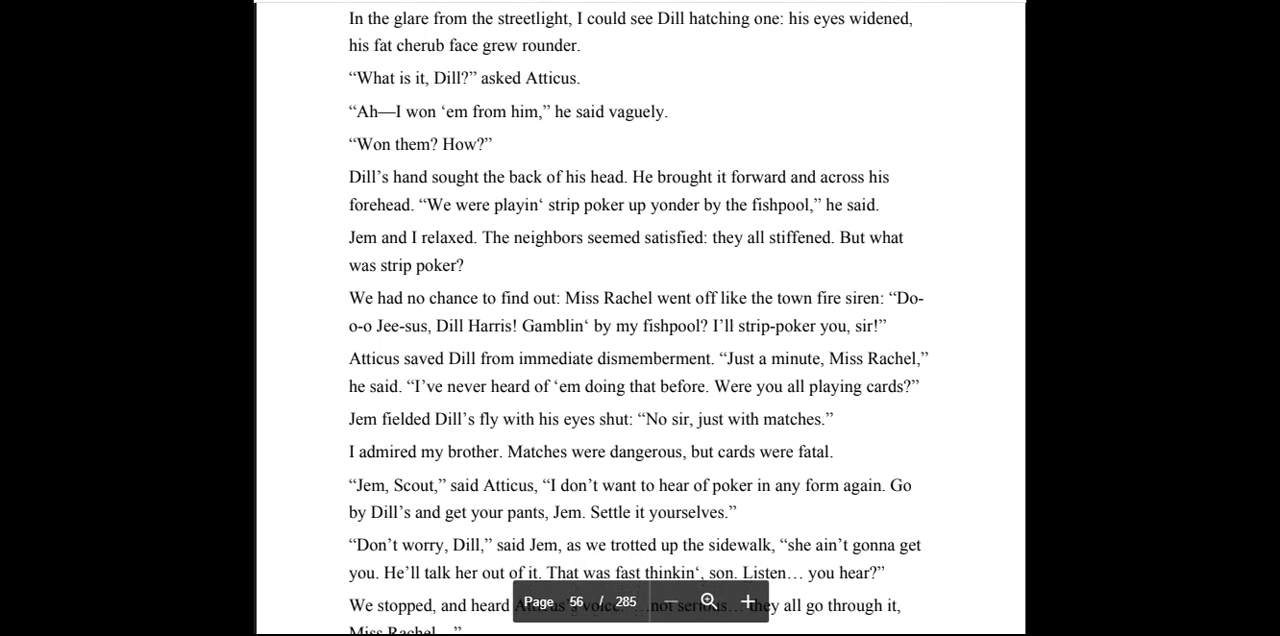 In the glare from the streetlight, I could see Dill hatching one: his eyes widened,
his fat cherub face grew rounder.
“What is it, Dill?” asked Atticus.
“Ah—I won ‘em from him,” he said vaguely.
“Won them? How?”
Dill’s hand sought the back of his head. He brought it forward and across his
forehead. “We were playin‘ strip poker up yonder by the fishpool,” he said.
Jem and I relaxed. The neighbors seemed satisfied: they all stiffened. But what
was strip poker?
We had no chance to find out: Miss Rachel went off like the town fire siren: “Do-
o-o Jee-sus, Dill Harris! Gamblin‘ by my fishpool? I’ll strip-poker you, sir!”
Atticus saved Dill from immediate dismemberment. “Just a minute, Miss Rachel,”
he said. “I’ve never heard of ‘em doing that before. Were you all playing cards?”
Jem fielded Dill’s fly with his eyes shut: “No sir, just with matches.”
I admired my brother. Matches were dangerous, but cards were fatal.
“Jem, Scout,” said Atticus, “I don’t want to hear of poker in any form again. Go
by Dill’s and get your pants, Jem. Settle it yourselves.”
“Don’t worry, Dill,” said Jem, as we trotted up the sidewalk, “she ain’t gonna get
you. He’ll talk her out of it. That was fast thinkin‘, son. Listen… you hear?”
We stopped, and heard Atticus’s voice: “…not serious… they all go through it,
Miss Rachel…”
Page 56 / 285